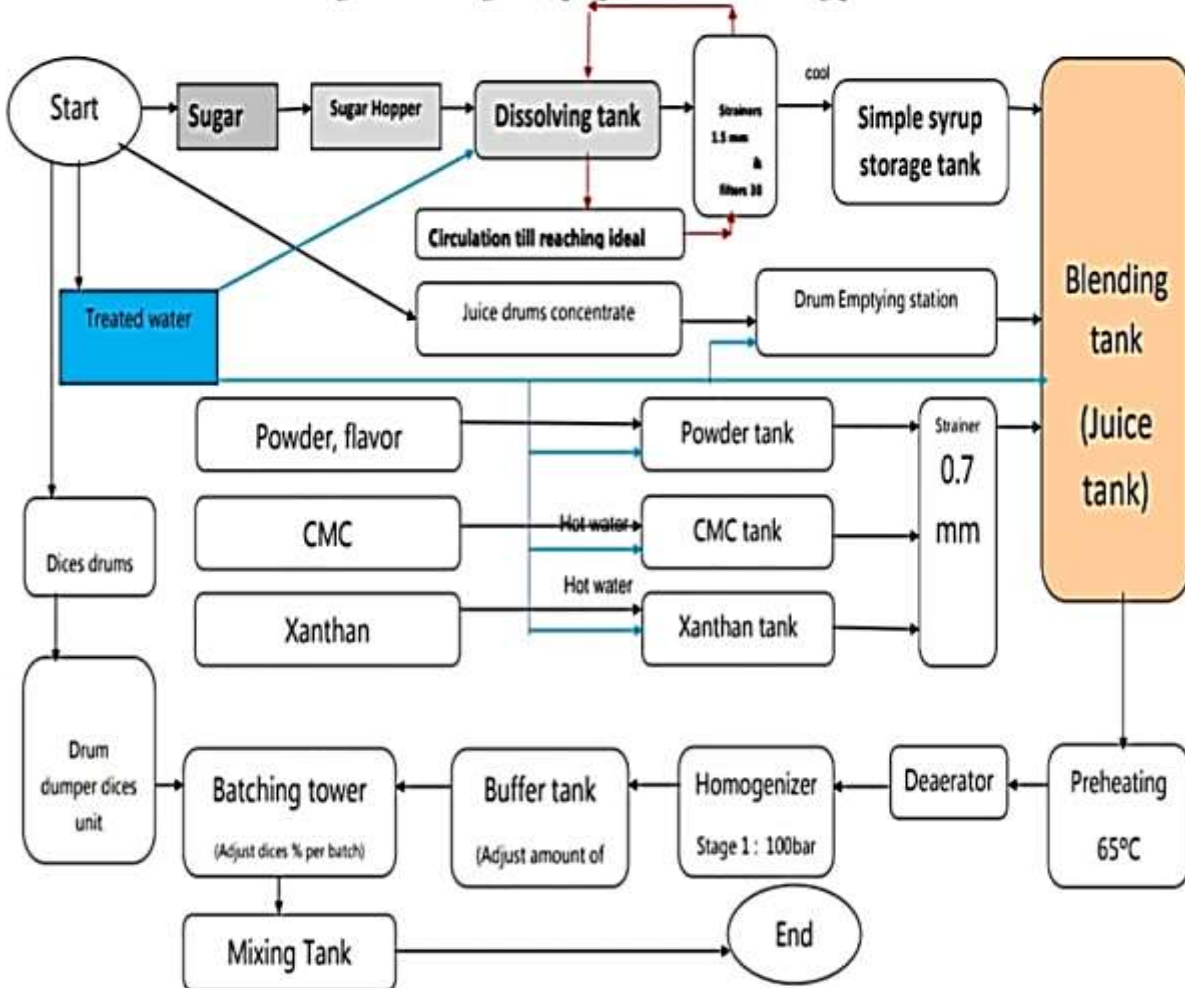 Start
Sugar
Sugar Hopper
Dissolving tank
Strainers
1.5 mm
&
filters 30
cool
Simple syrup
storage tank
Circulation till reaching ideal
Treated water
Juice drums concentrate
Drum Emptying station
Blending
tank
(Juice
tank)
Powder, flavor
Powder tank
Strainer
0.7
mm
CMC
Hot water
CMC tank
Hot water
Xanthan
Xanthan tank
Dices drums
Drum
dumper dices
unit
Batching tower
(Adjust dices % per batch)
Buffer tank
(Adjust amount of
Homogenizer
Stage 1 : 100bar
Deaerator
Preheating
65ºC
Mixing Tank
End